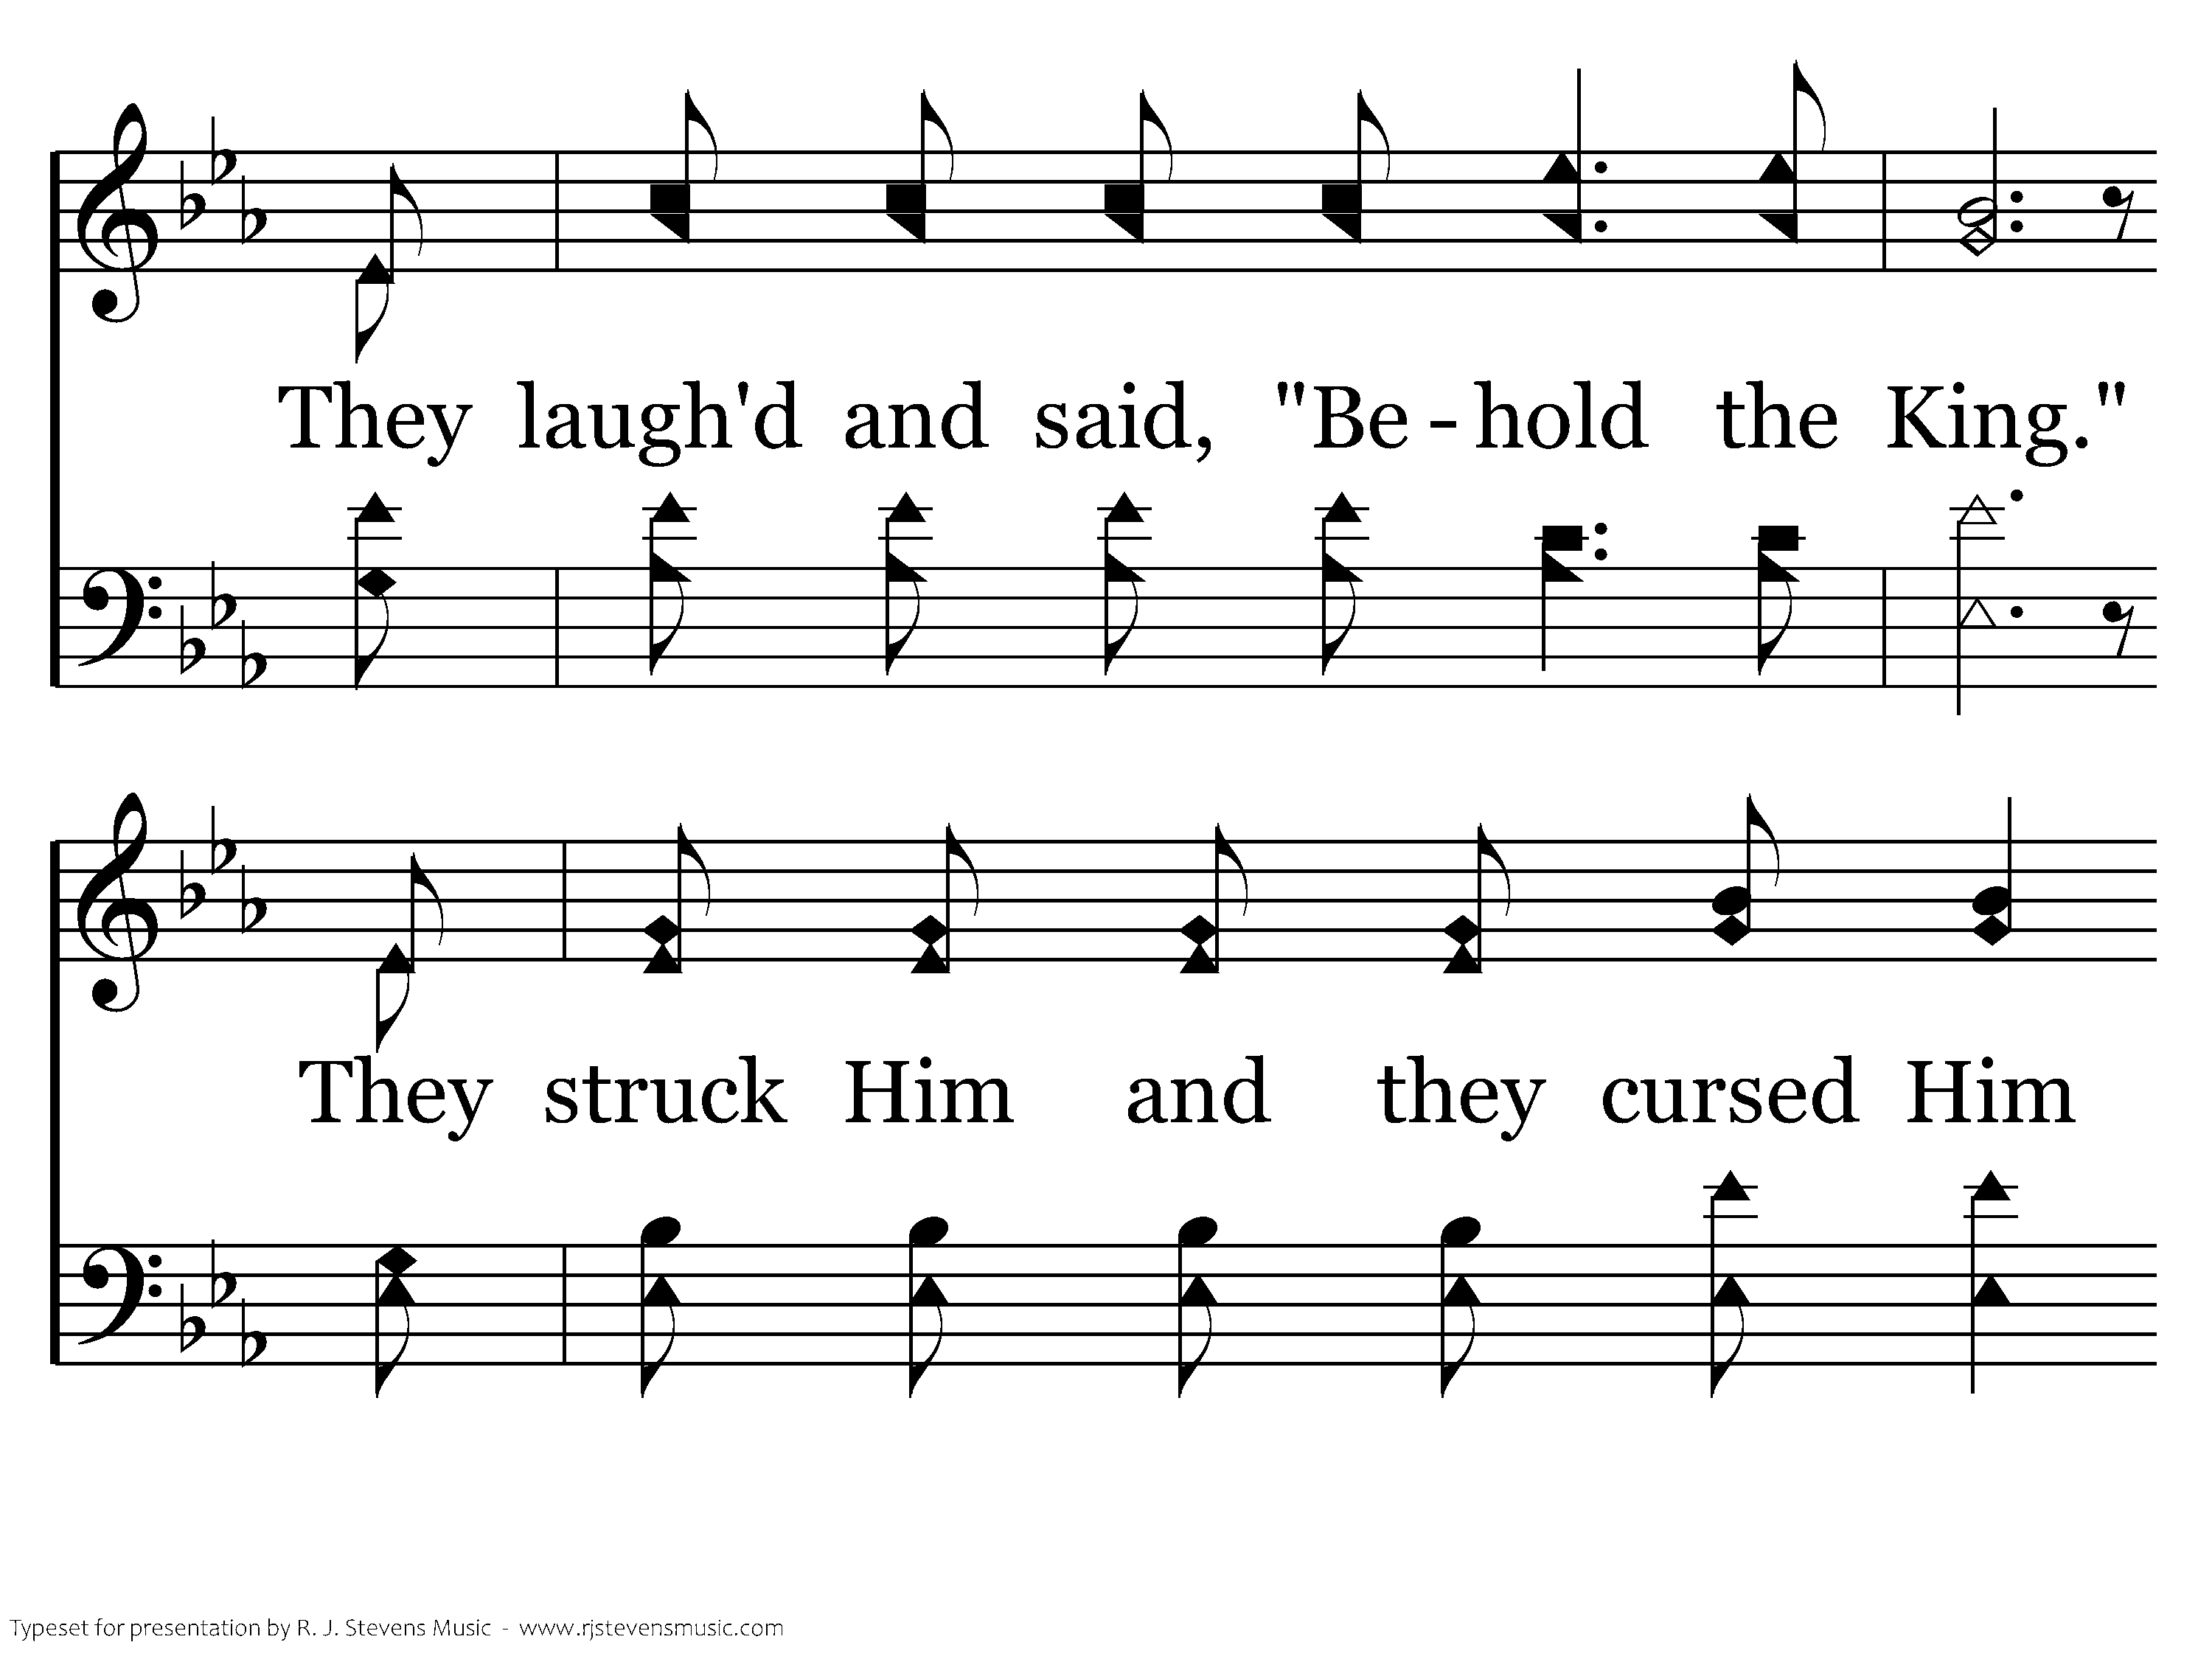 They laugh'd and said, "Be-hold the King."
They struck Him and they cursed Him
Typeset for presentation by R. J. Stevens Music - www.rjstevensmusic.com